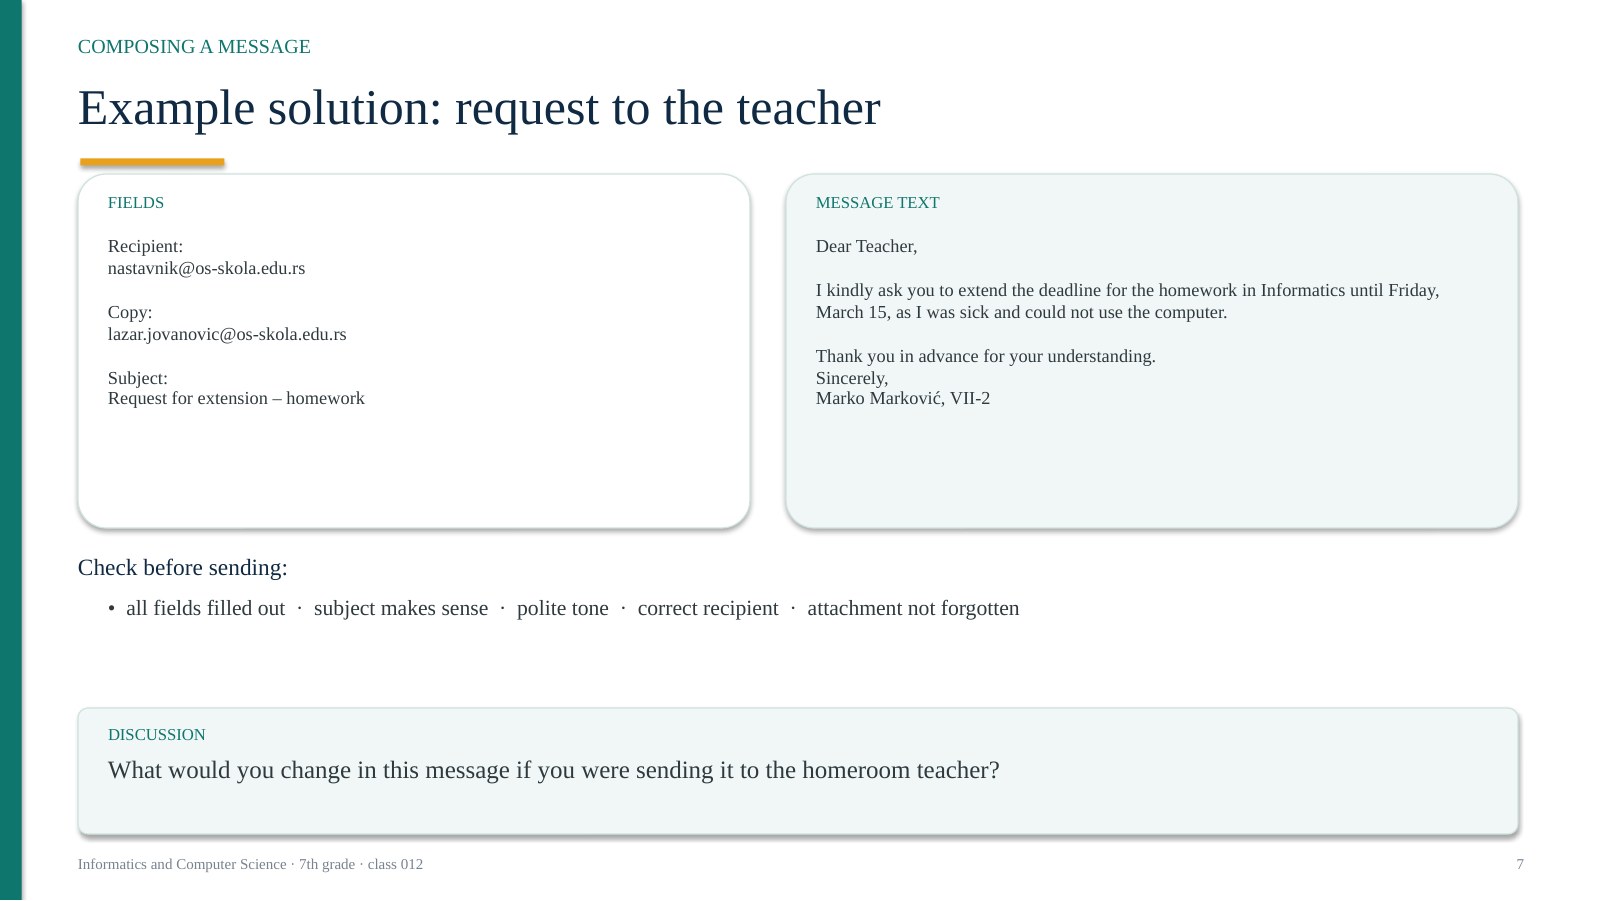 COMPOSING A MESSAGE
Example solution: request to the teacher
FIELDS
Recipient:
nastavnik@os-skola.edu.rs
Copy:
lazar.jovanovic@os-skola.edu.rs
Subject:
Request for extension – homework
MESSAGE TEXT
Dear Teacher,
I kindly ask you to extend the deadline for the homework in Informatics until Friday,
March 15, as I was sick and could not use the computer.
Thank you in advance for your understanding.
Sincerely,
Marko Marković, VII-2
Check before sending:
• all fields filled out · subject makes sense · polite tone · correct recipient · attachment not forgotten
DISCUSSION
What would you change in this message if you were sending it to the homeroom teacher?
Informatics and Computer Science · 7th grade · class 012
7